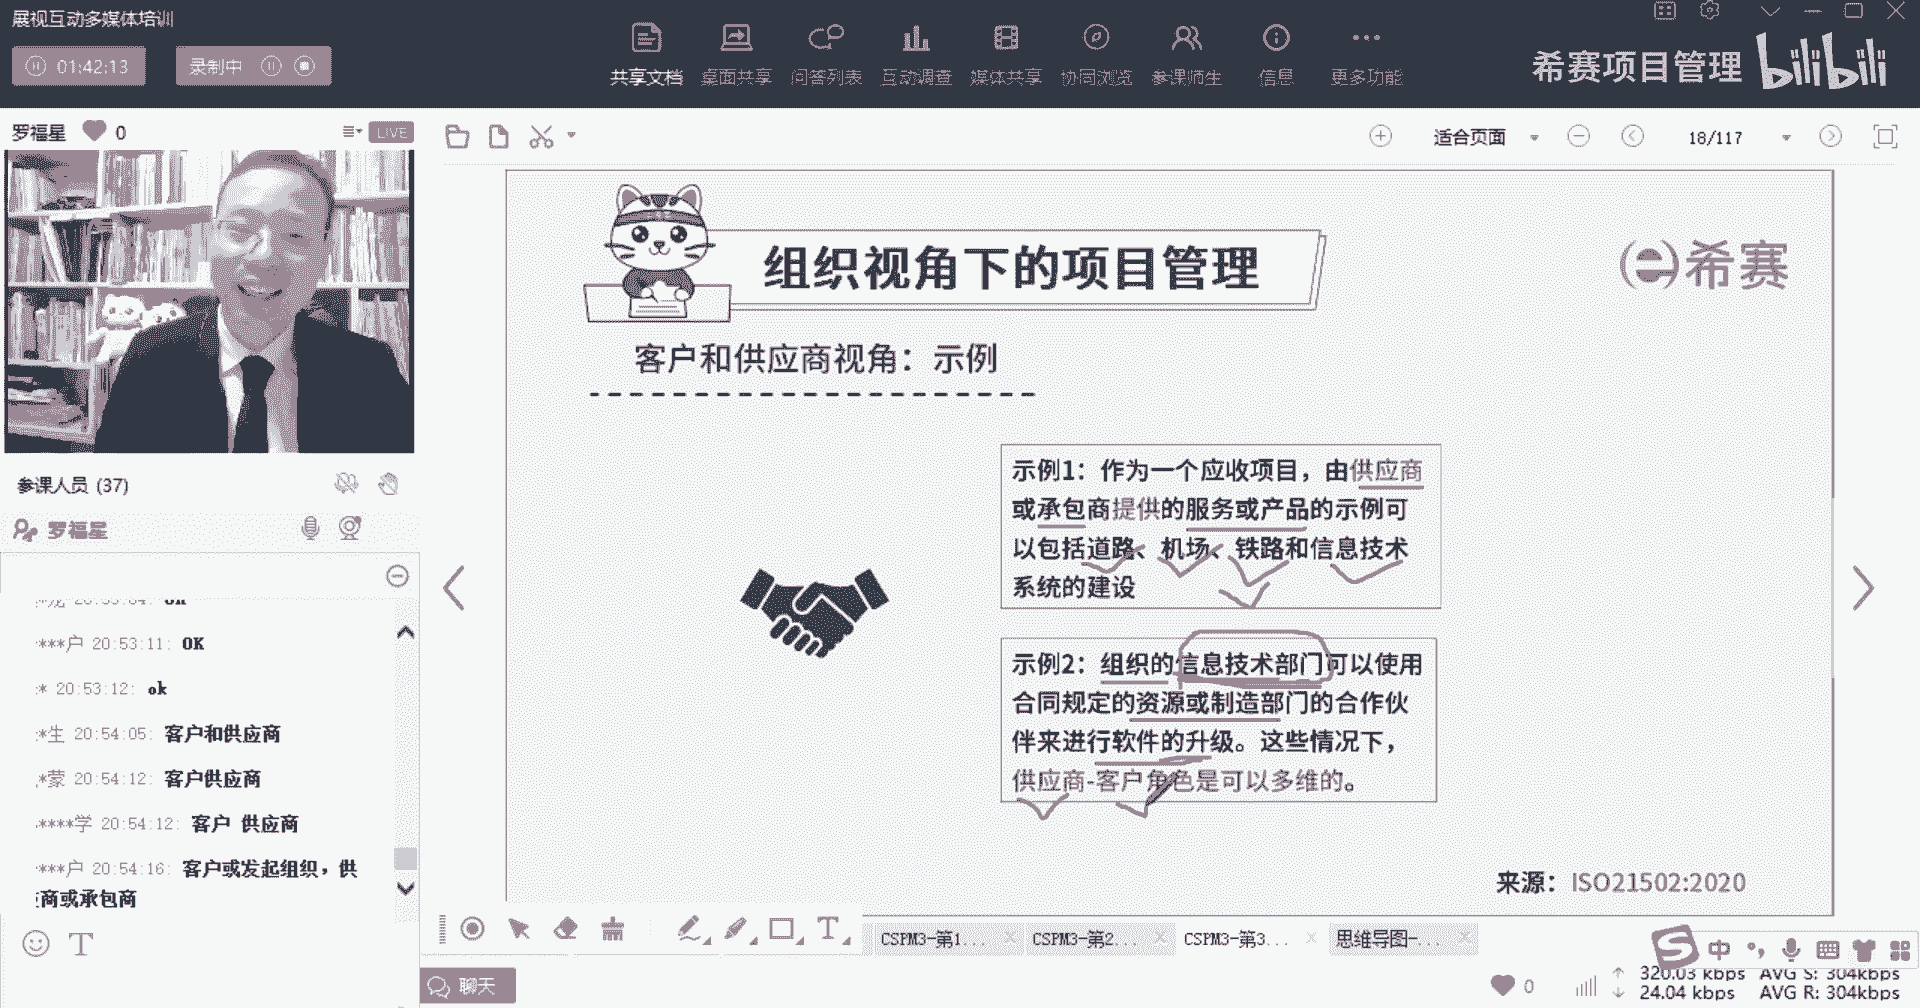 展视互动多媒体培训
01:42:13
录制中
共享文档
桌面共享
问答列表
互动调查
媒体共享
协同浏览
参课师生
信息
更多功能
希赛项目管理
bilibili
罗福星
0
LIVE
适合页面
18/117
组织视角下的项目管理
希赛
客户和供应商视角：示例
示例1：作为一个应收项目，由供应商
或承包商提供的服务或产品的示例可
以包括道路、机场、铁路和信息技术
系统的建设
示例2：组织的信息技术部门可以使用
合同规定的资源或制造部门的合作伙
伴来进行软件的升级。这些情况下，
供应商-客户角色是可以多维的。
来源：ISO21502:2020
参课人员 (37)
罗福星
***户 20:53:11: OK
:* 20:53:12: ok
:*生 20:54:05: 客户和供应商
.*蒙 20:54:12: 客户供应商
.****学 20:54:12: 客户 供应商
***户 20:54:16: 客户或发起组织，供
商或承包商
CSPM3-第1...
CSPM3-第2...
CSPM3-第3...
思维导图-...
聊天
中
0
320.03 kbps AVG S: 304kbps
24.04 kbps AVG R: 304kbps